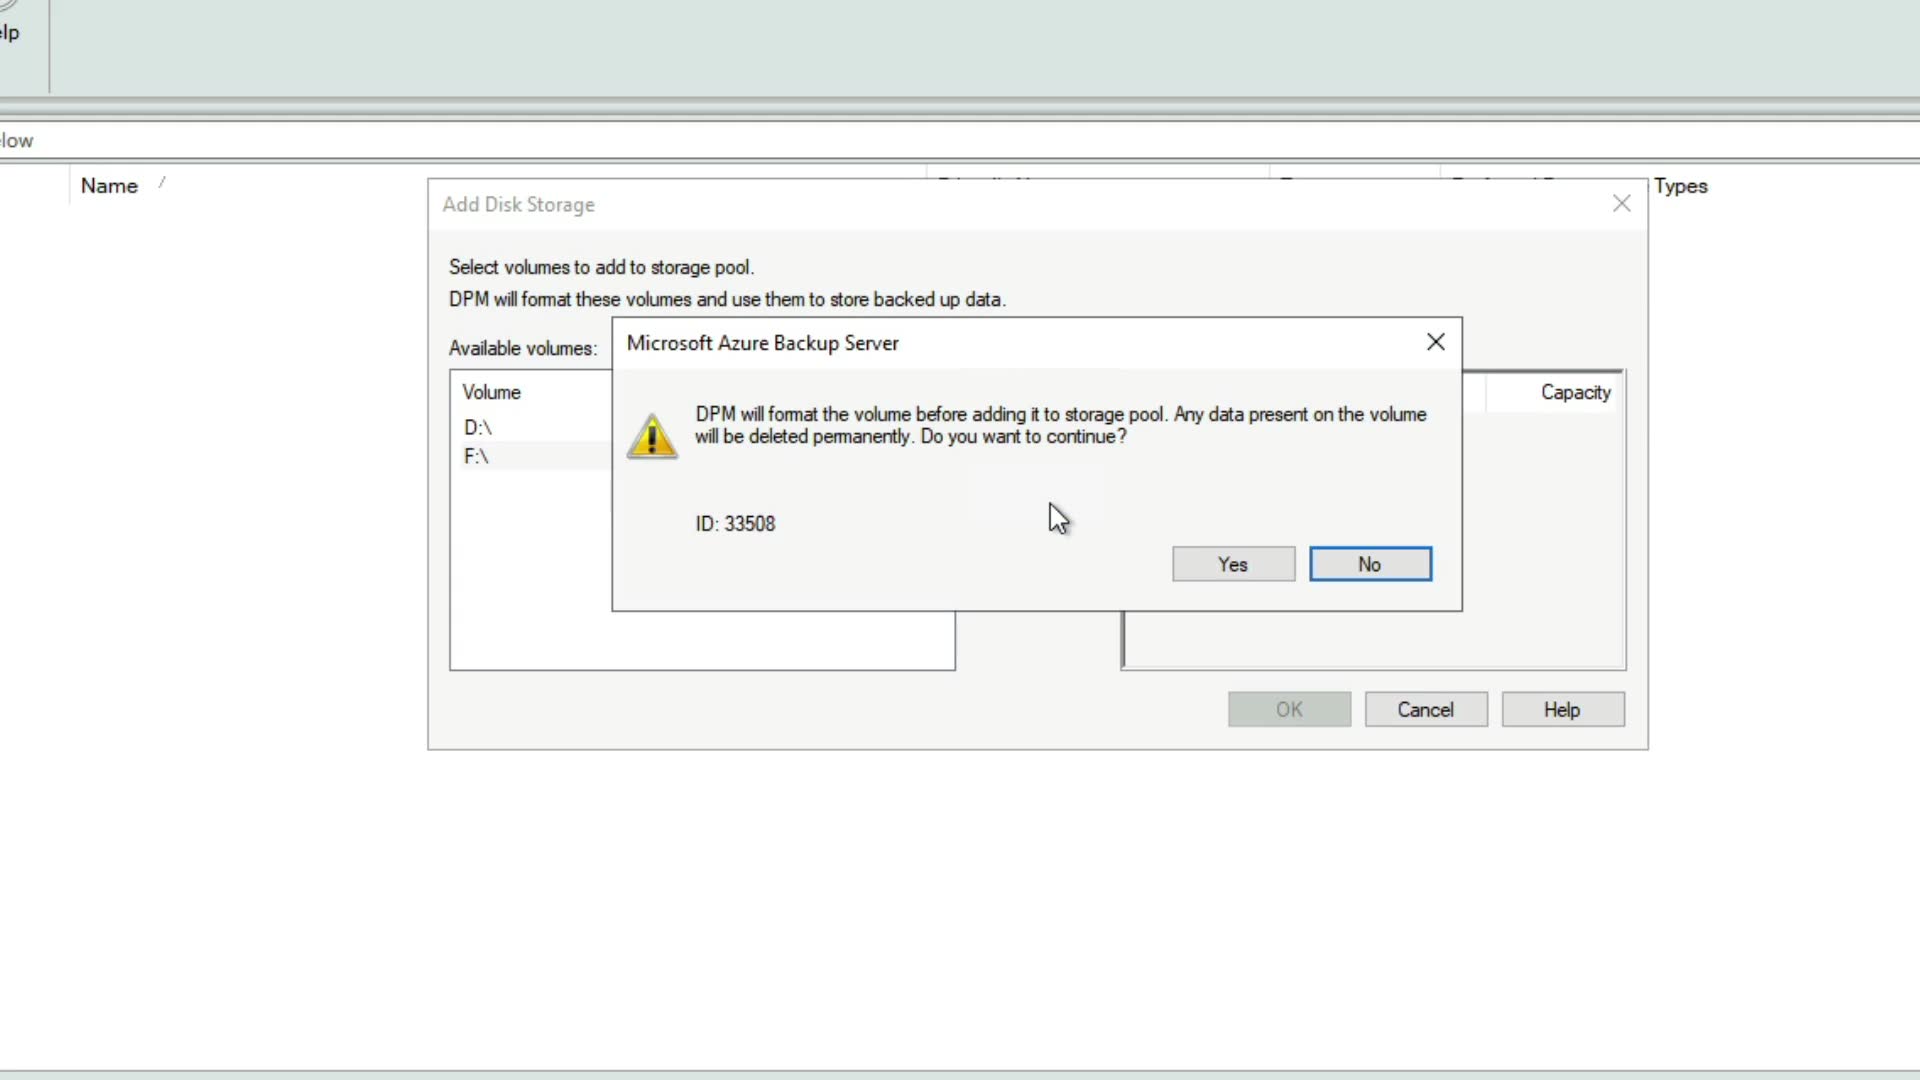 elp
elow
Name
Types
Add Disk Storage
Select volumes to add to storage pool.
DPM will format these volumes and use them to store backed up data.
Available volumes:
Microsoft Azure Backup Server
Volume
Capacity
D:\
F:\
DPM will format the volume before adding it to storage pool. Any data present on the volume
will be deleted permanently. Do you want to continue?
ID: 33508
Yes
No
OK
Cancel
Help